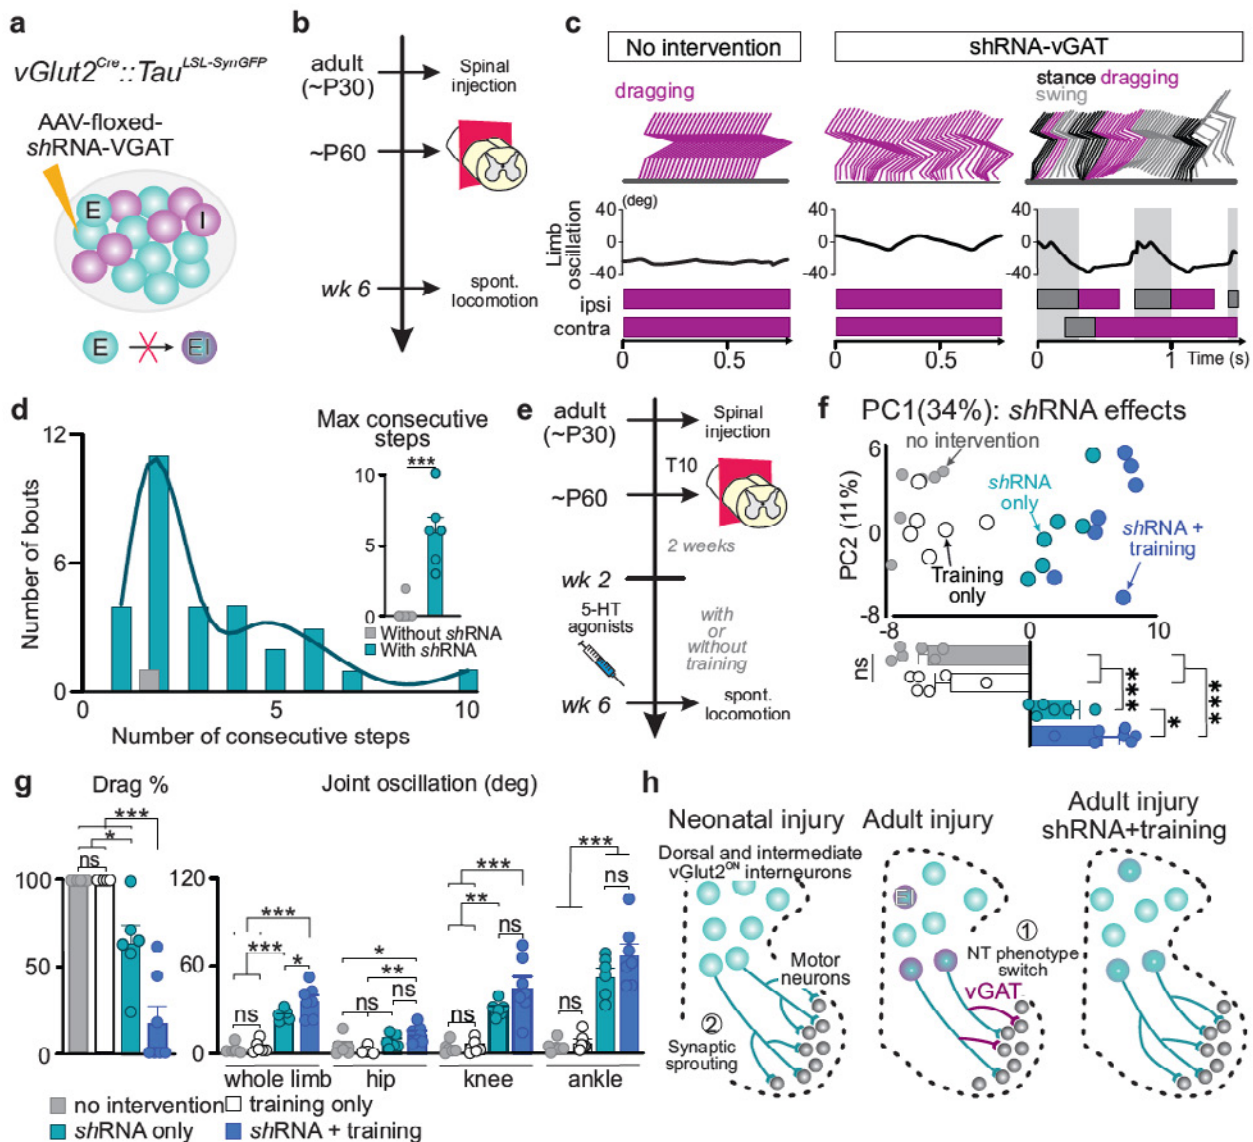 a
vGlut2Cre::TauLSL-SynGFP
AAV-floxed-
shRNA-VGAT
E
I
E
EI
b
adult
(~P30)
Spinal
injection
~P60
wk 6
spont.
locomotion
c
No intervention
shRNA-vGAT
dragging
stance dragging
swing
(deg)
Limb
oscillation
40
0
-40
40
0
-40
40
0
-40
ipsi
contra
0
0.5
0
0.5
0
1
Time (s)
d
Number of bouts
12
6
0
0
5
10
Number of consecutive steps
Max consecutive
steps
***
10
5
0
Without shRNA
With shRNA
e
adult
(~P30)
Spinal
injection
T10
~P60
2 weeks
wk 2
5-HT
agonists
with
or
without
training
wk 6
spont.
locomotion
f
PC1(34%): shRNA effects
PC2 (11%)
6
0
-8
-8
0
10
no intervention
shRNA
only
shRNA +
training
Training
only
ns
***
*
***
g
Drag %
Joint oscillation (deg)
***
*
ns
100
50
0
120
60
0
***
***
*
ns
*
**
ns
ns
***
**
ns
ns
***
ns
ns
whole limb
hip
knee
ankle
no intervention
training only
shRNA only
shRNA + training
h
Neonatal injury
Adult injury
Adult injury
shRNA+training
Dorsal and intermediate
vGlut2ON interneurons
EI
1
NT phenotype
switch
Motor
neurons
vGAT
2
Synaptic
sprouting